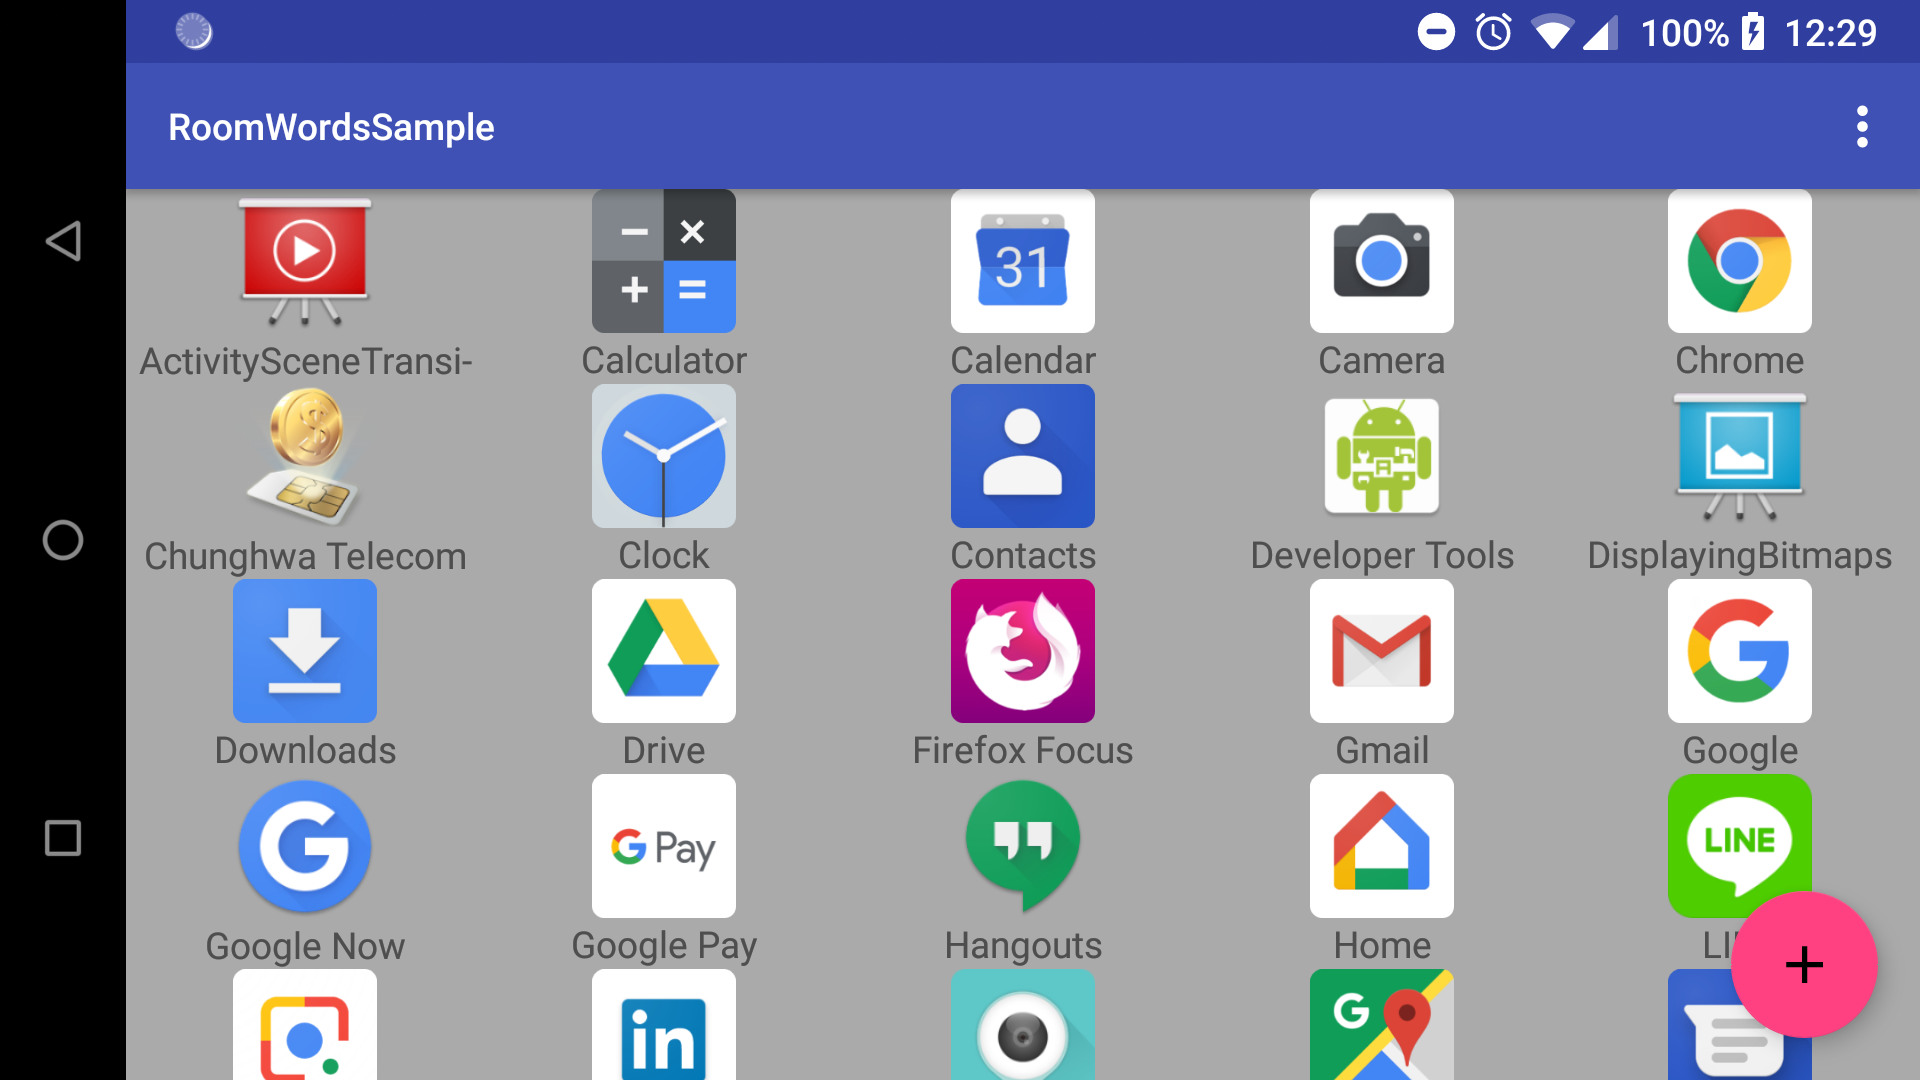 100% 12:29
RoomWordsSample
31
ActivitySceneTransi-
Calculator
Calendar
Camera
Chrome
Chunghwa Telecom
Clock
Contacts
Developer Tools
DisplayingBitmaps
Downloads
Drive
Firefox Focus
Gmail
Google
G Pay
LINE
Google Now
Google Pay
Hangouts
Home
LI
in
G